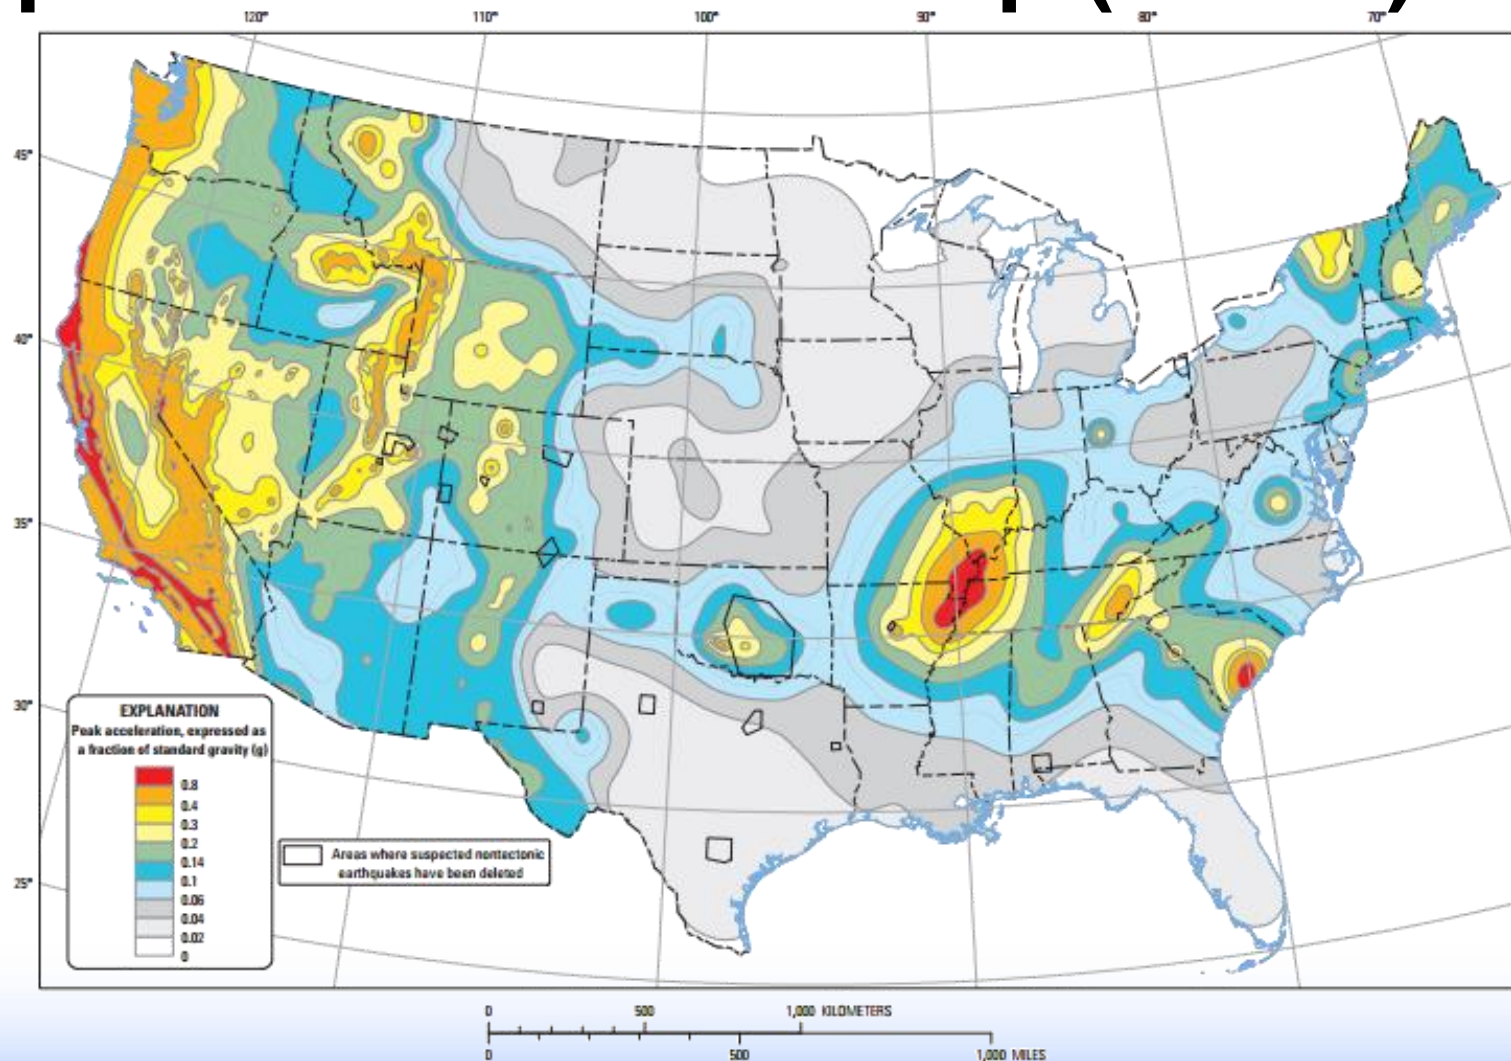 120° 110° 100° 90° 80° 70°
45°
40°
35°
30°
25°
EXPLANATION
Peak acceleration, expressed as
a fraction of standard gravity (g)
0.8
0.4
0.3
0.2
0.14
0.1
0.06
0.04
0.02
0
Areas where suspected nontectonic
earthquakes have been deleted
0 500 1,000 KILOMETERS
0 500 1,000 MILES